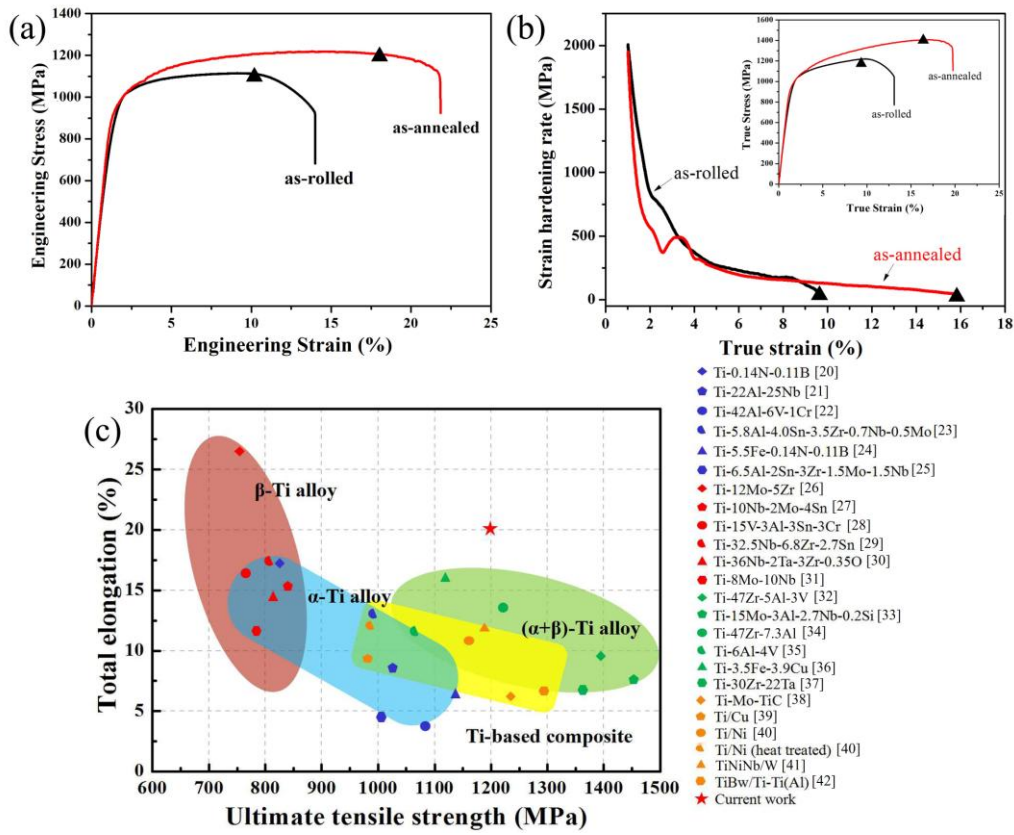 (a)
1400
1200
1000
800
600
400
200
0
Engineering Stress (MPa)
as-annealed
as-rolled
0 5 10 15 20 25
Engineering Strain (%)
(b)
2000
1500
1000
500
0
Strain hardening rate (MPa)
as-rolled
as-annealed
0 2 4 6 8 10 12 14 16 18
True strain (%)
1600
1400
1200
1000
800
600
400
200
0
True Stress (MPa)
as-annealed
as-rolled
0 5 10 15 20 25
True Strain (%)
(c)
30
25
20
15
10
5
0
Total elongation (%)
β-Ti alloy
α-Ti alloy
(α+β)-Ti alloy
Ti-based composite
600 700 800 900 1000 1100 1200 1300 1400 1500
Ultimate tensile strength (MPa)
Ti-0.14N-0.11B [20]
Ti-22Al-25Nb [21]
Ti-42Al-6V-1Cr [22]
Ti-5.8Al-4.0Sn-3.5Zr-0.7Nb-0.5Mo [23]
Ti-5.5Fe-0.14N-0.11B [24]
Ti-6.5Al-2Sn-3Zr-1.5Mo-1.5Nb [25]
Ti-12Mo-5Zr [26]
Ti-10Nb-2Mo-4Sn [27]
Ti-15V-3Al-3Sn-3Cr [28]
Ti-32.5Nb-6.8Zr-2.7Sn [29]
Ti-36Nb-2Ta-3Zr-0.35O [30]
Ti-8Mo-10Nb [31]
Ti-47Zr-5Al-3V [32]
Ti-15Mo-3Al-2.7Nb-0.2Si [33]
Ti-47Zr-7.3Al [34]
Ti-6Al-4V [35]
Ti-3.5Fe-3.9Cu [36]
Ti-30Zr-22Ta [37]
Ti-Mo-TiC [38]
Ti/Cu [39]
Ti/Ni [40]
Ti/Ni (heat treated) [40]
TiNiNb/W [41]
TiBw/Ti-Ti(Al) [42]
Current work